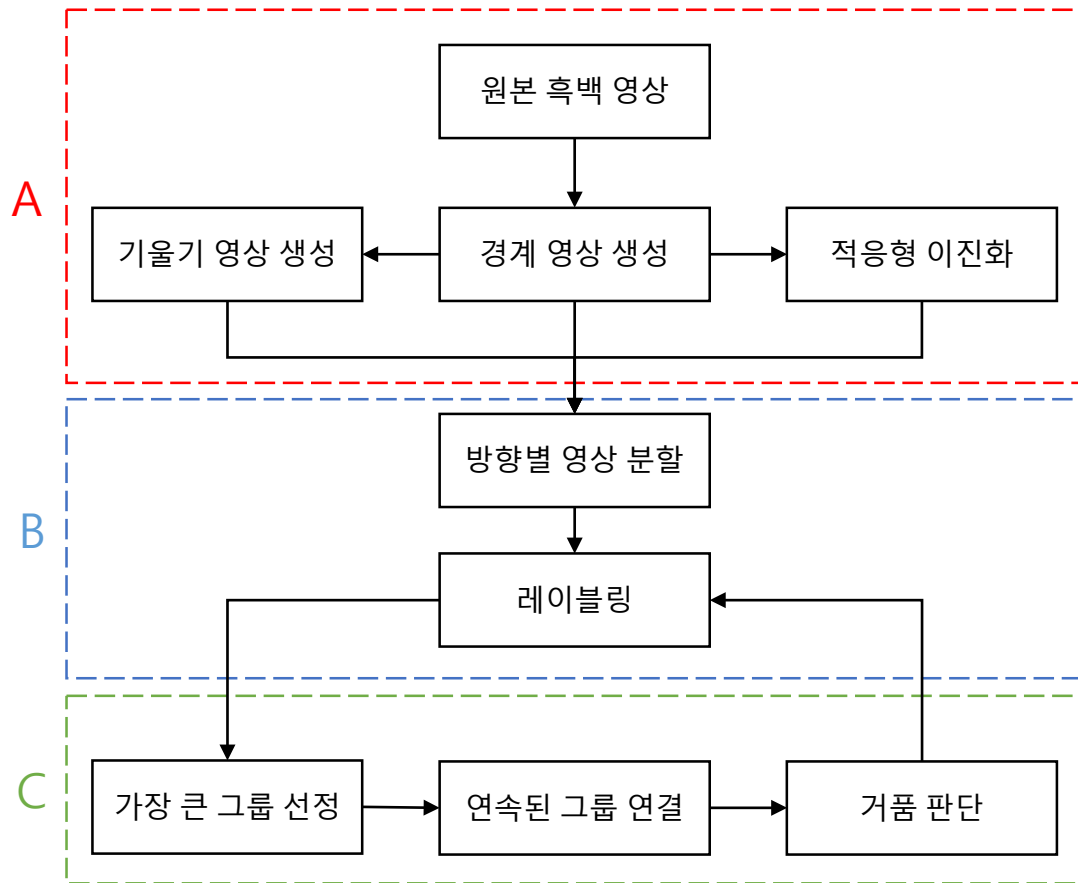 원본 흑백 영상
A
기울기 영상 생성
경계 영상 생성
적응형 이진화
방향별 영상 분할
B
레이블링
C
가장 큰 그룹 선정
연속된 그룹 연결
거품 판단